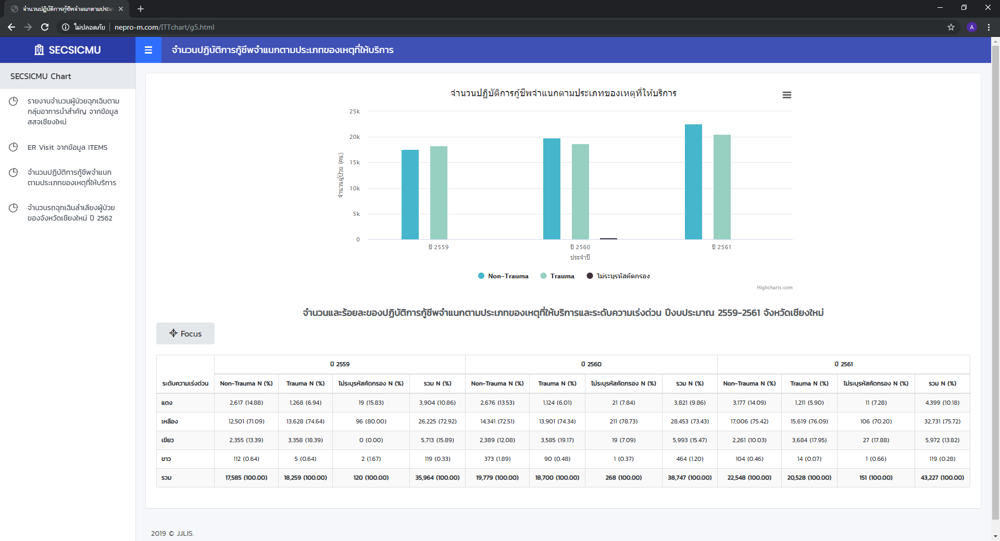 จำนวนปฏิบัติการกู้ชีพจำแนกตามประเภ
ไม่ปลอดภัย nepro-m.com/ITTchart/g5.html
A
SECSICMU
จำนวนปฏิบัติการกู้ชีพจำแนกตามประเภทของเหตุที่ให้บริการ
SECSICMU Chart
รายงานจำนวนผู้ป่วยฉุกเฉินตาม
กลุ่มอาการนำสำคัญ จากข้อมูล
สสจเชียงใหม่
ER Visit จากข้อมูล ITEMS
จำนวนปฏิบัติการกู้ชีพจำแนก
ตามประเภทของเหตุที่ให้บริการ
จำนวนรถฉุกเฉินลำเลียงผู้ป่วย
ของจังหวัดเชียงใหม่ ปี 2562
จำนวนปฏิบัติการกู้ชีพจำแนกตามประเภทของเหตุที่ให้บริการ
จำนวนผู้ป่วย (คน)
25k
20k
15k
10k
5k
0
ปี 2559 ปี 2560 ปี 2561
ประจำปี
Non-Trauma Trauma ไม่ระบุรหัสคัดกรอง
Highcharts.com
จำนวนและร้อยละของปฏิบัติการกู้ชีพจำแนกตามประเภทของเหตุที่ให้บริการและระดับความเร่งด่วน ปีงบประมาณ 2559-2561 จังหวัดเชียงใหม่
Focus
ปี 2559 ปี 2560 ปี 2561
ระดับความเร่งด่วน Non-Trauma N (%) Trauma N (%) ไม่ระบุรหัสคัดกรอง N (%) รวม N (%) Non-Trauma N (%) Trauma N (%) ไม่ระบุรหัสคัดกรอง N (%) รวม N (%) Non-Trauma N (%) Trauma N (%) ไม่ระบุรหัสคัดกรอง N (%) รวม N (%)
แดง 2,617 (14.88) 1,268 (6.94) 19 (15.83) 3,904 (10.86) 2,676 (13.53) 1,124 (6.01) 21 (7.84) 3,821 (9.86) 3,177 (14.09) 1,211 (5.90) 11 (7.28) 4,399 (10.18)
เหลือง 12,501 (71.09) 13,628 (74.64) 96 (80.00) 26,225 (72.92) 14,341 (72.51) 13,901 (74.34) 211 (78.73) 28,453 (73.43) 17,006 (75.42) 15,619 (76.09) 106 (70.20) 32,731 (75.72)
เขียว 2,355 (13.39) 3,358 (18.39) 0 (0.00) 5,713 (15.89) 2,389 (12.08) 3,585 (19.17) 19 (7.09) 5,993 (15.47) 2,261 (10.03) 3,684 (17.95) 27 (17.88) 5,972 (13.82)
ขาว 112 (0.64) 5 (0.64) 2 (1.67) 119 (0.33) 373 (1.89) 90 (0.48) 1 (0.37) 464 (1.20) 104 (0.46) 14 (0.07) 1 (0.66) 119 (0.28)
รวม 17,585 (100.00) 18,259 (100.00) 120 (100.00) 35,964 (100.00) 19,779 (100.00) 18,700 (100.00) 268 (100.00) 38,747 (100.00) 22,548 (100.00) 20,528 (100.00) 151 (100.00) 43,227 (100.00)
2019 © JJLIS.